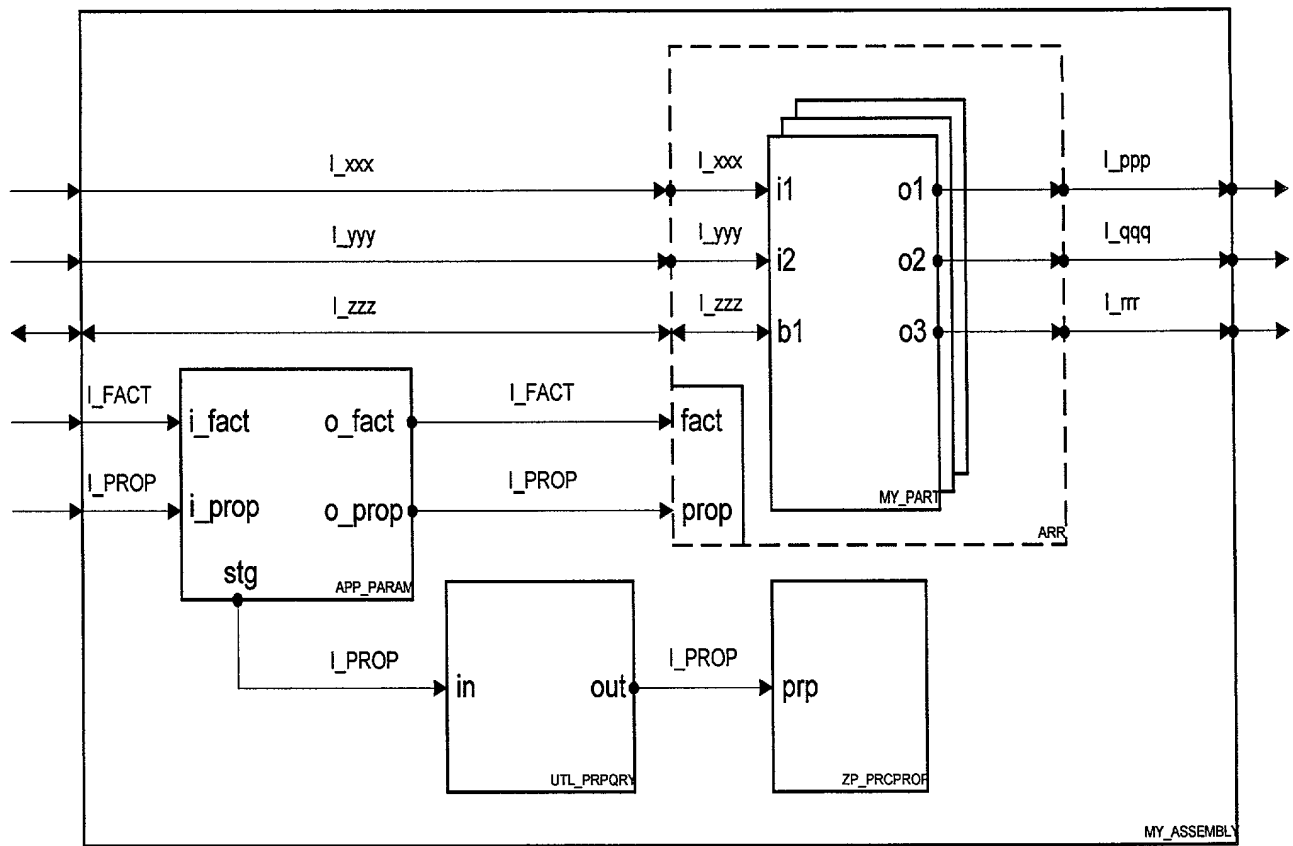 I_xxx
I_xxx
I_ppp
i1
o1
I_yyy
I_yyy
I_qqq
i2
o2
I_zzz
I_zzz
I_rrr
b1
o3
I_FACT
I_FACT
i_fact
o_fact
fact
I_PROP
I_PROP
i_prop
o_prop
prop
MY_PART
ARR
stg
APP_PARAM
I_PROP
I_PROP
in
out
prp
UTL_PRPQRY
ZP_PRCPROP
MY_ASSEMBLY